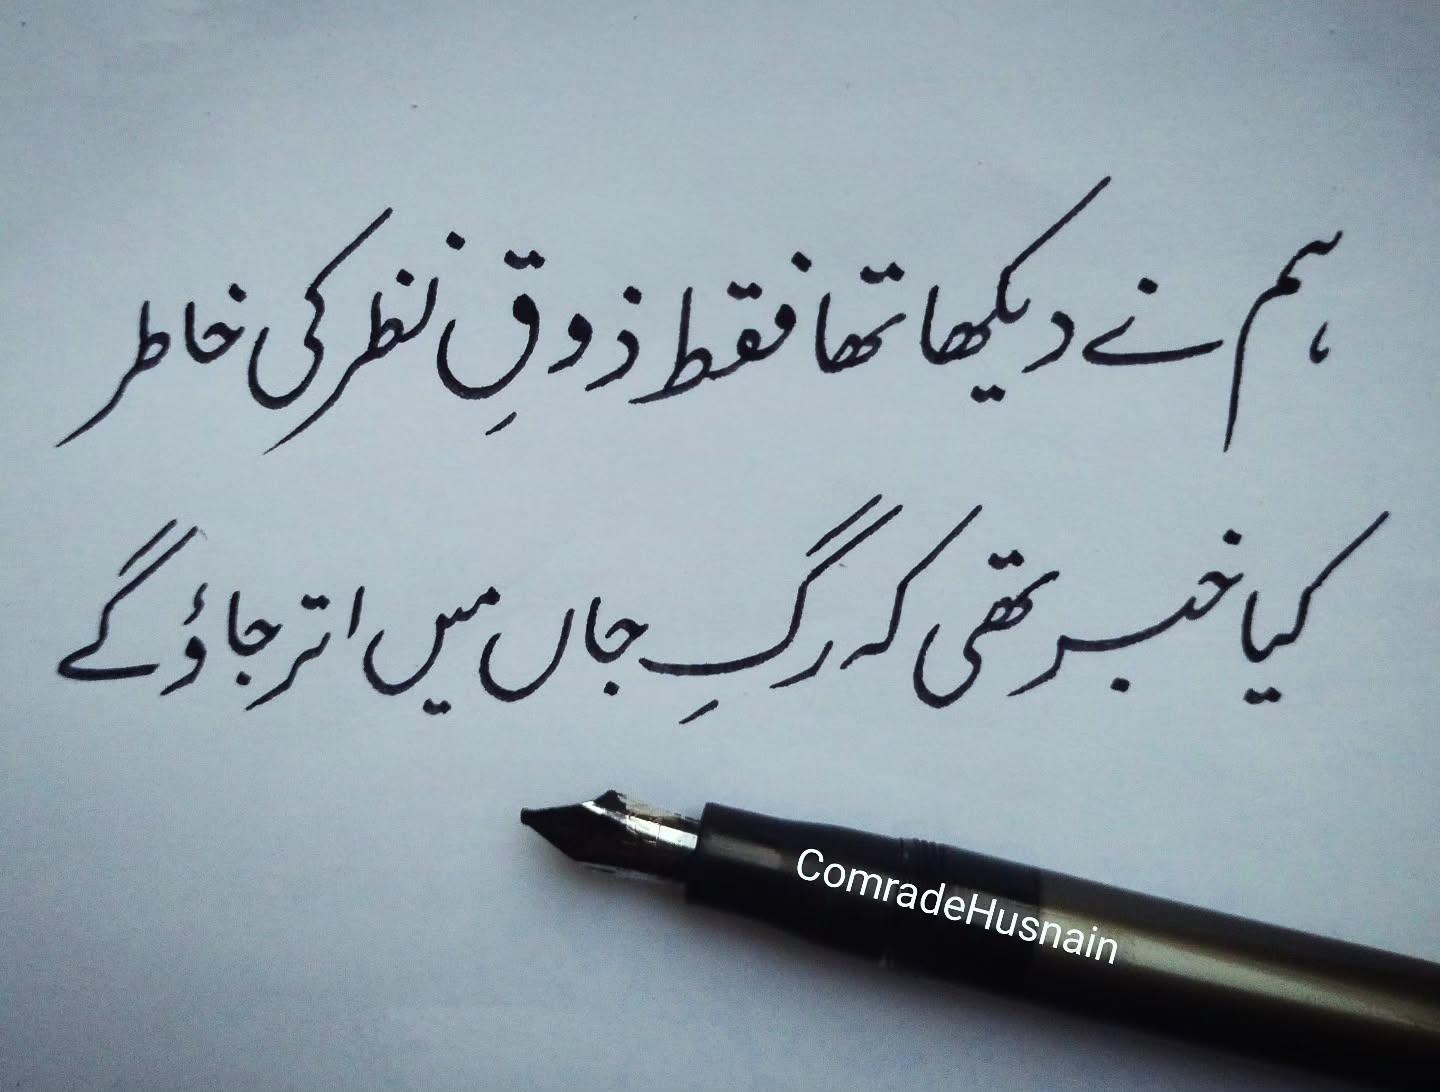 ہم نے دیکھا تھا فقط ذوقِ نظر کی خاطر
کیا خبر تھی کہ رگِ جاں میں اتر جاؤ گے
ComradeHusnain